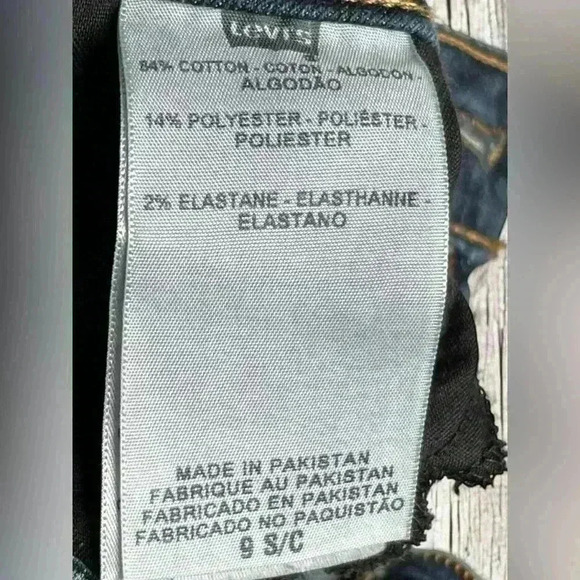 Levi's
84% COTTON - COTON - ALGODON -
ALGODÃO
14% POLYESTER - POLIÉSTER -
POLIESTER
2% ELASTANE - ELASTHANNE -
ELASTANO
MADE IN PAKISTAN
FABRIQUE AU PAKISTAN
FABRICADO EN PAKISTAN
FABRICADO NO PAQUISTÃO
9 S/C